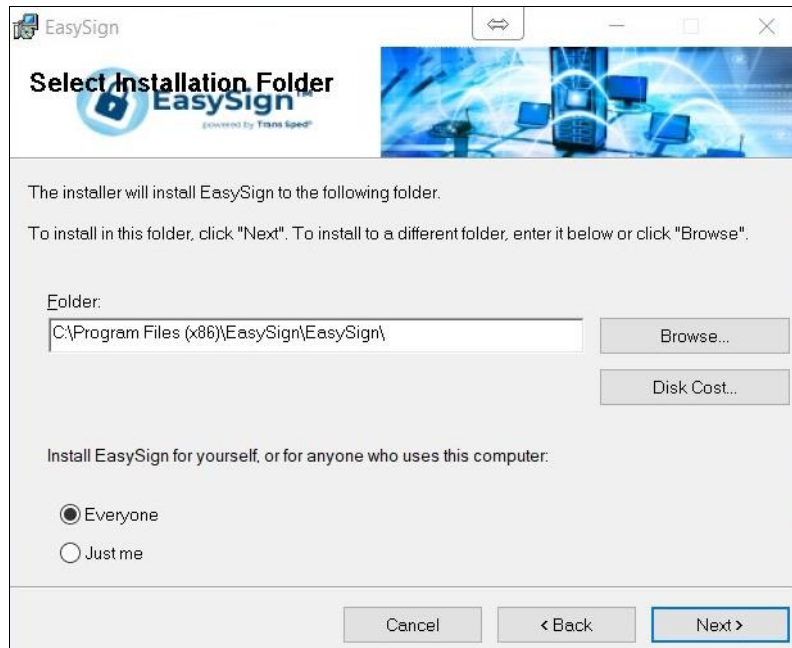 EasySign
Select Installation Folder
EasySign™
powered by Trans Sped®
The installer will install EasySign to the following folder.
To install in this folder, click "Next". To install to a different folder, enter it below or click "Browse".
Folder:
C:\Program Files (x86)\EasySign\EasySign\
Browse...
Disk Cost...
Install EasySign for yourself, or for anyone who uses this computer:
Everyone
Just me
Cancel
< Back
Next >